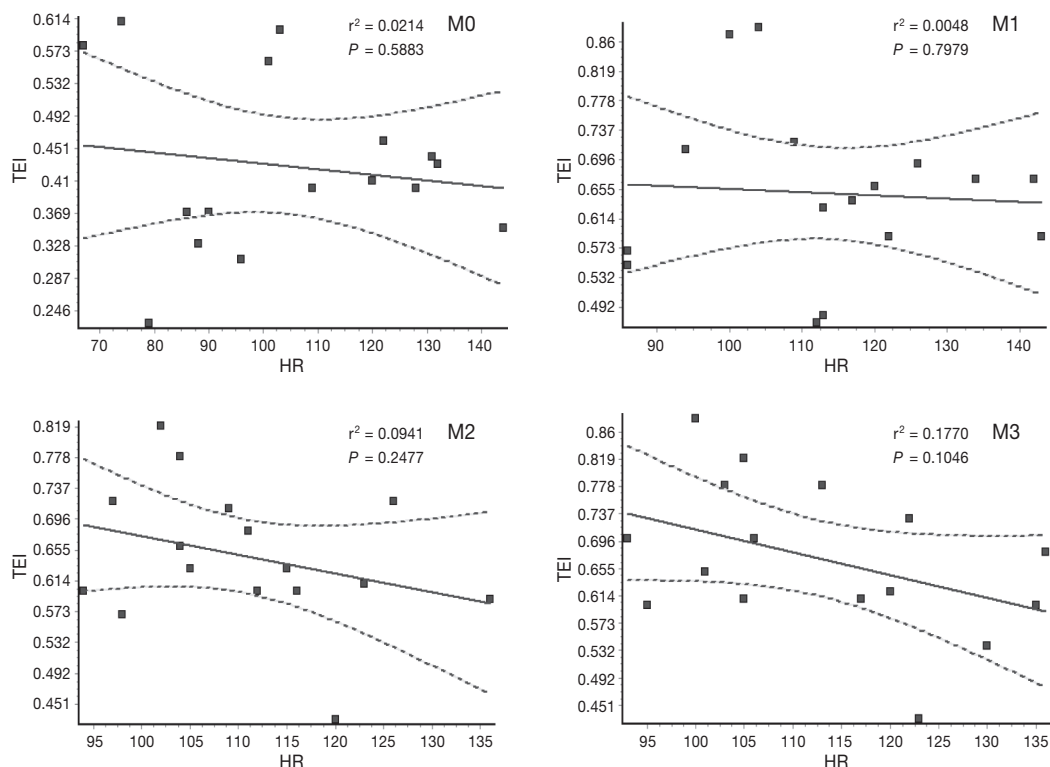 M0
r² = 0.0214
P = 0.5883
TEI
0.614
0.573
0.532
0.492
0.451
0.41
0.369
0.328
0.287
0.246
70 80 90 100 110 120 130 140
HR
M1
r² = 0.0048
P = 0.7979
TEI
0.86
0.819
0.778
0.737
0.696
0.655
0.614
0.573
0.532
0.492
90 100 110 120 130 140
HR
M2
r² = 0.0941
P = 0.2477
TEI
0.819
0.778
0.737
0.696
0.655
0.614
0.573
0.532
0.492
0.451
95 100 105 110 115 120 125 130 135
HR
M3
r² = 0.1770
P = 0.1046
TEI
0.86
0.819
0.778
0.737
0.696
0.655
0.614
0.573
0.532
0.492
0.451
95 100 105 110 115 120 125 130 135
HR